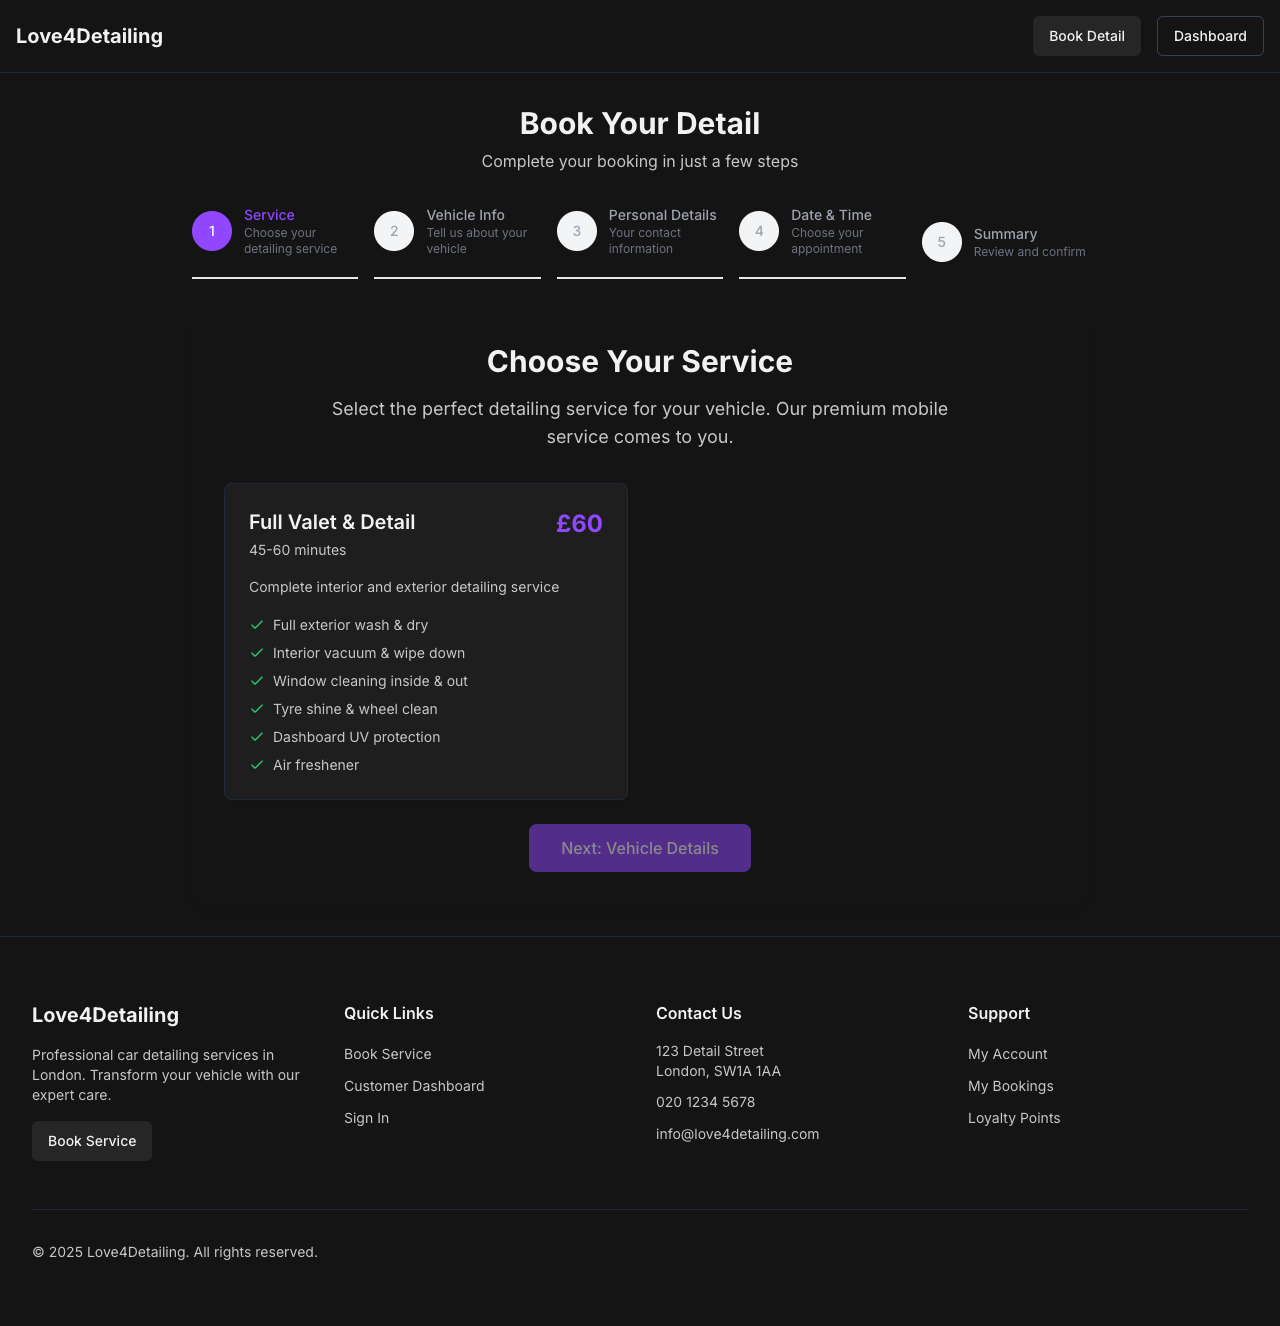 Love4Detailing
Book Detail
Dashboard
Book Your Detail
Complete your booking in just a few steps
1
Service
Choose your
detailing service
2
Vehicle Info
Tell us about your
vehicle
3
Personal Details
Your contact
information
4
Date & Time
Choose your
appointment
5
Summary
Review and confirm
Choose Your Service
Select the perfect detailing service for your vehicle. Our premium mobile
service comes to you.
Full Valet & Detail
£60
45-60 minutes
Complete interior and exterior detailing service
Full exterior wash & dry
Interior vacuum & wipe down
Window cleaning inside & out
Tyre shine & wheel clean
Dashboard UV protection
Air freshener
Next: Vehicle Details
Love4Detailing
Professional car detailing services in
London. Transform your vehicle with our
expert care.
Book Service
Quick Links
Book Service
Customer Dashboard
Sign In
Contact Us
123 Detail Street
London, SW1A 1AA
020 1234 5678
info@love4detailing.com
Support
My Account
My Bookings
Loyalty Points
© 2025 Love4Detailing. All rights reserved.